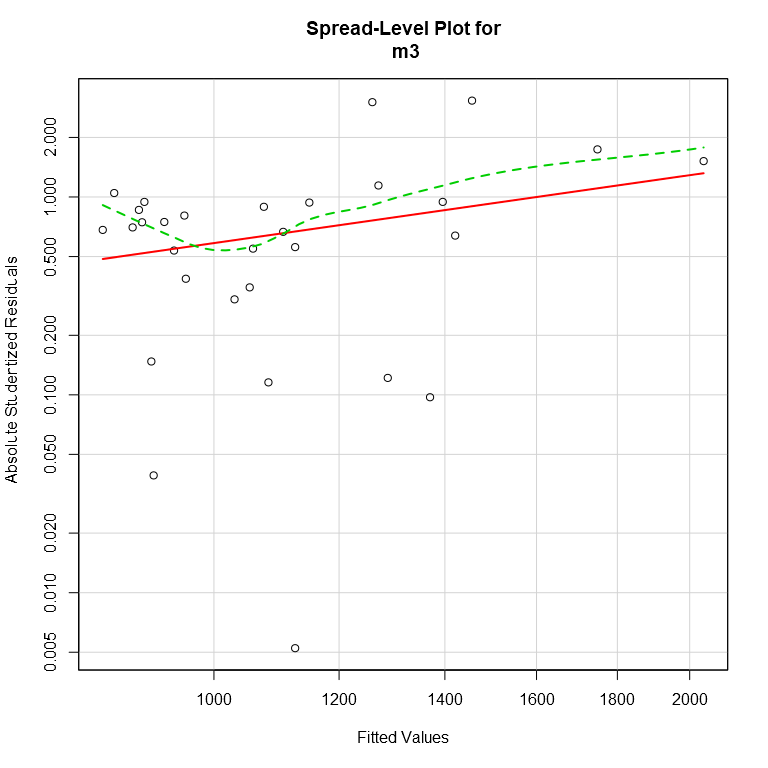 Spread-Level Plot for
m3
Absolute Studentized Residuals
2.000
1.000
0.500
0.200
0.100
0.050
0.020
0.010
0.005
1000 1200 1400 1600 1800 2000
Fitted Values